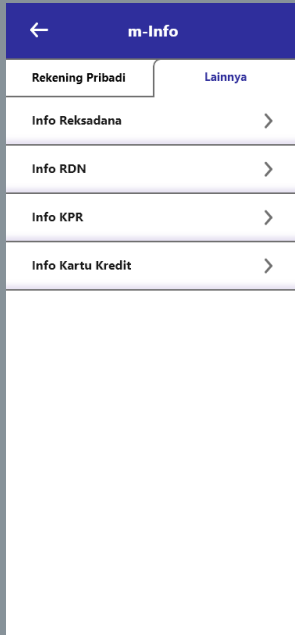 m-Info
Rekening Pribadi
Lainnya
Info Reksadana
Info RDN
Info KPR
Info Kartu Kredit